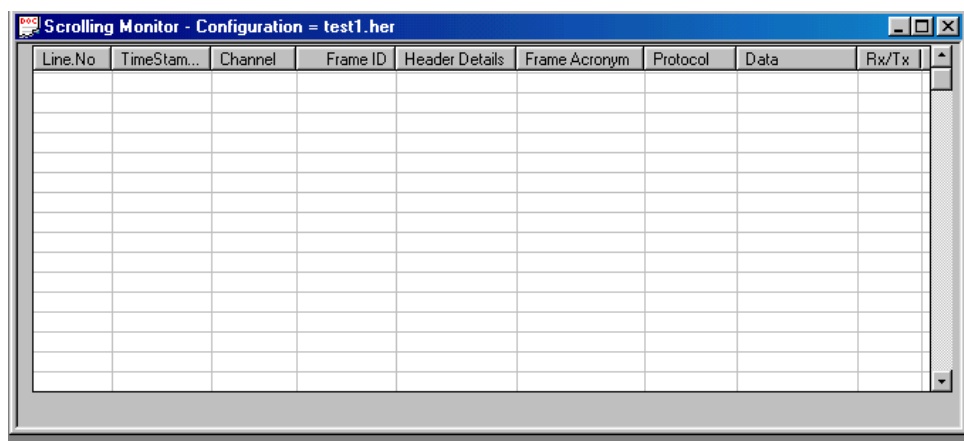 Scrolling Monitor - Configuration = test1.her
Line.No TimeStam... Channel Frame ID Header Details Frame Acronym Protocol Data Rx/Tx